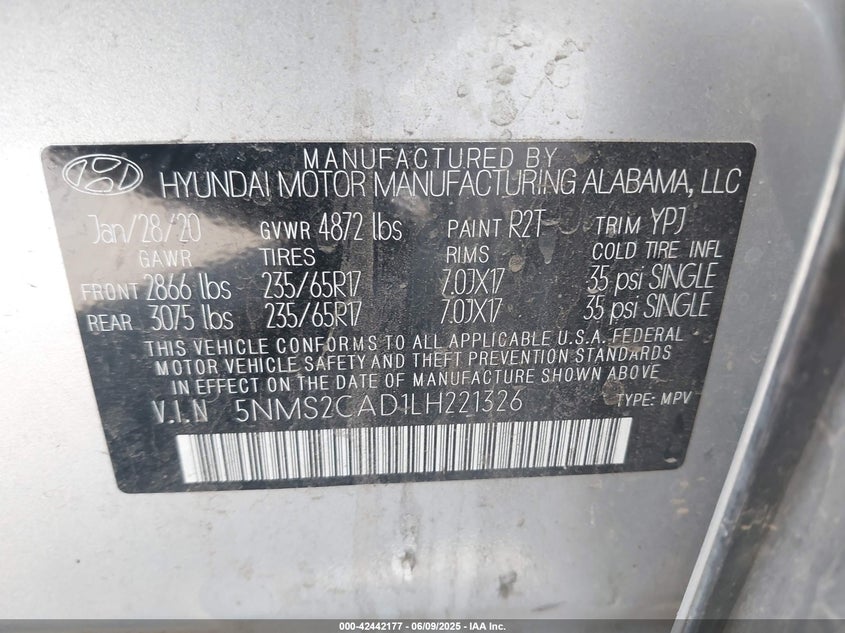 MANUFACTURED BY
HYUNDAI MOTOR MANUFACTURING ALABAMA, LLC
Jan/28/20 GVWR 4872 lbs PAINT R2T TRIM YPJ
GAWR TIRES RIMS COLD TIRE INFL
FRONT 2866 lbs 235/65R17 7.0JX17 35 psi SINGLE
REAR 3075 lbs 235/65R17 7.0JX17 35 psi SINGLE
THIS VEHICLE CONFORMS TO ALL APPLICABLE U.S.A. FEDERAL
MOTOR VEHICLE SAFETY AND THEFT PREVENTION STANDARDS
IN EFFECT ON THE DATE OF MANUFACTURE SHOWN ABOVE
V.I.N 5NMS2CAD1LH221326 TYPE: MPV
000-42442177 - 06/09/2025 - IAA Inc.